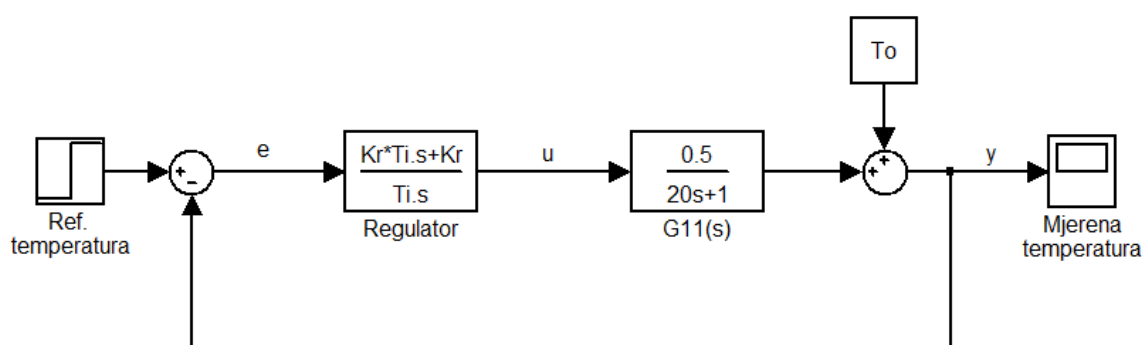 To
Ref.
temperatura
+
−
e
Kr*Ti.s+Kr
Ti.s
Regulator
u
0.5
20s+1
G11(s)
+
+
y
Mjerena
temperatura